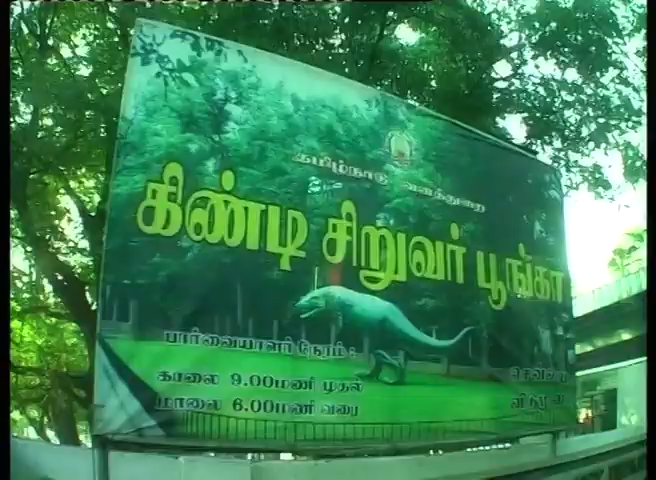 தமிழ்நாடு வனத்துறை
கிண்டி சிறுவர் பூங்கா
பார்வையாளர் நேரம் :
காலை 9.00மணி முதல்
மாலை 6.00மணி வரை
செவ்வாய்
விடுமுறை